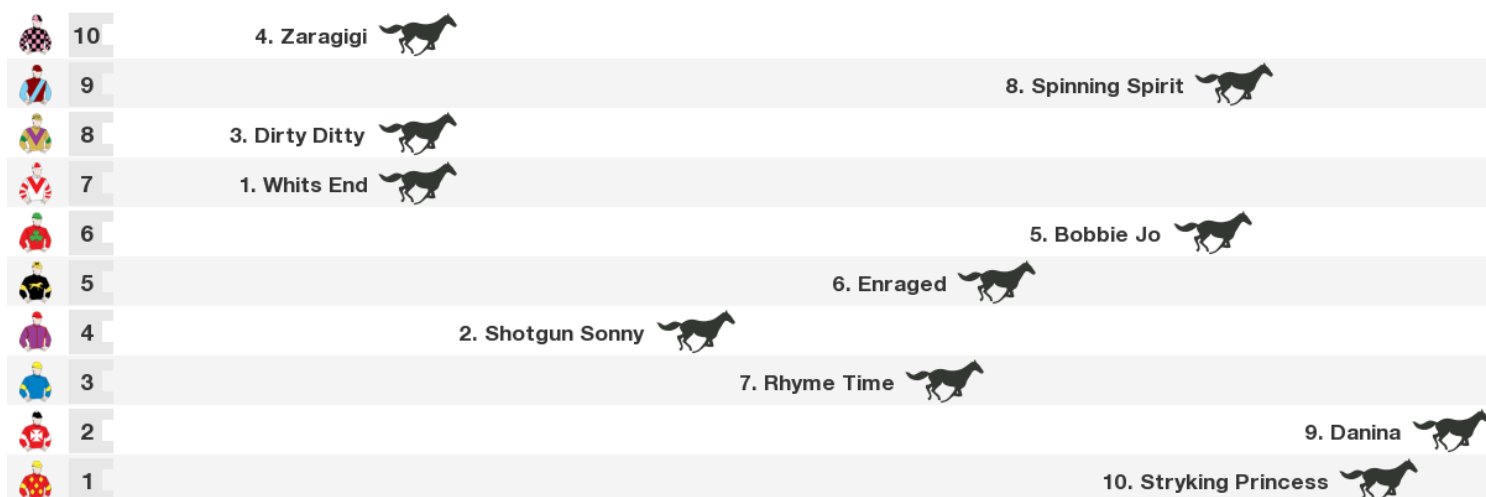 10 4. Zaragigi
9 8. Spinning Spirit
8 3. Dirty Ditty
7 1. Whits End
6 5. Bobbie Jo
5 6. Enraged
4 2. Shotgun Sonny
3 7. Rhyme Time
2 9. Danina
1 10. Stryking Princess